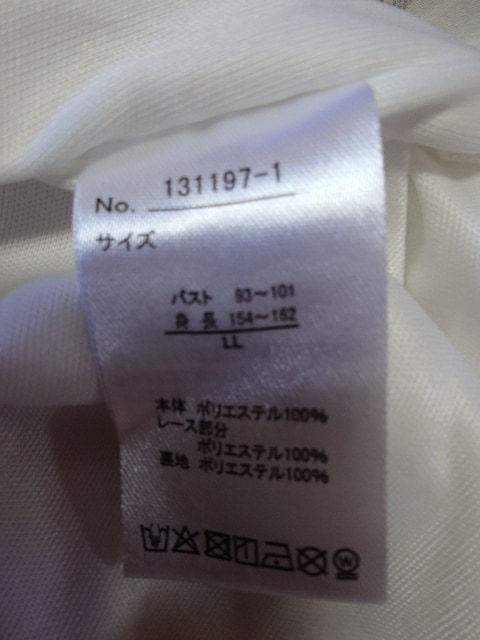 No. 131197-1
サイズ
バスト 93～101
身長 154～162
LL
本体 ポリエステル100%
レース部分
ポリエステル100%
裏地 ポリエステル100%
W